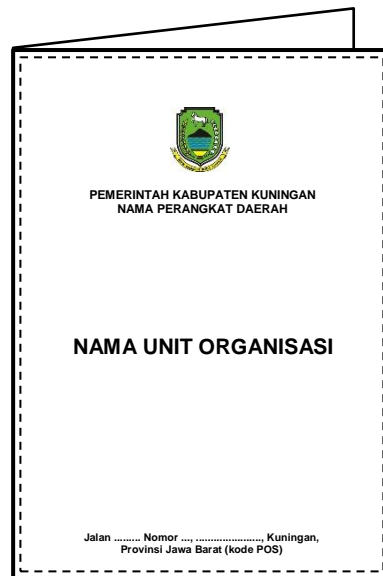 PEMERINTAH KABUPATEN KUNINGAN
NAMA PERANGKAT DAERAH
NAMA UNIT ORGANISASI
Jalan ......... Nomor ..., ......................, Kuningan,
Provinsi Jawa Barat (kode POS)